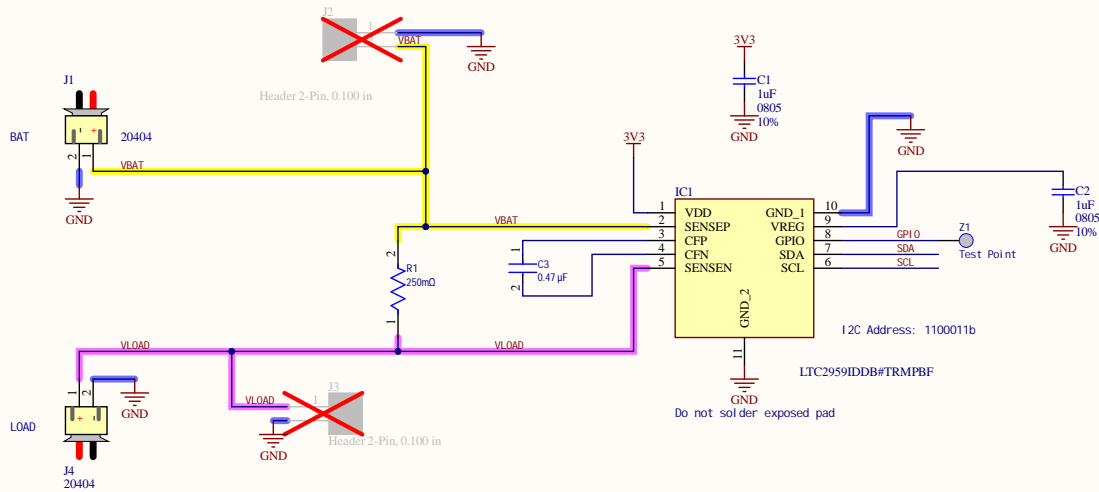 J2
1
VBAT
GND
Header 2-Pin, 0.100 in
3V3
C1
1uF
0805
10%
GND
J1
BAT
- +
20404
2
1
VBAT
GND
3V3
GND
IC1
1
VDD
GND_1
10
2
SENSEP
VREG
9
3
CFP
GPIO
8
4
CFN
SDA
7
5
SENSEN
SCL
6
GND_2
11
GND
VBAT
GPIO
SDA
SCL
Z1
Test Point
C2
1uF
0805
10%
GND
2
R1
250mΩ
1
1
C3
0.47µF
2
I2C Address: 1100011b
LTC2959IDDB#TRMPBF
Do not solder exposed pad
VLOAD
VLOAD
1
2
GND
+ -
LOAD
J4
20404
VLOAD
J3
1
GND
Header 2-Pin, 0.100 in